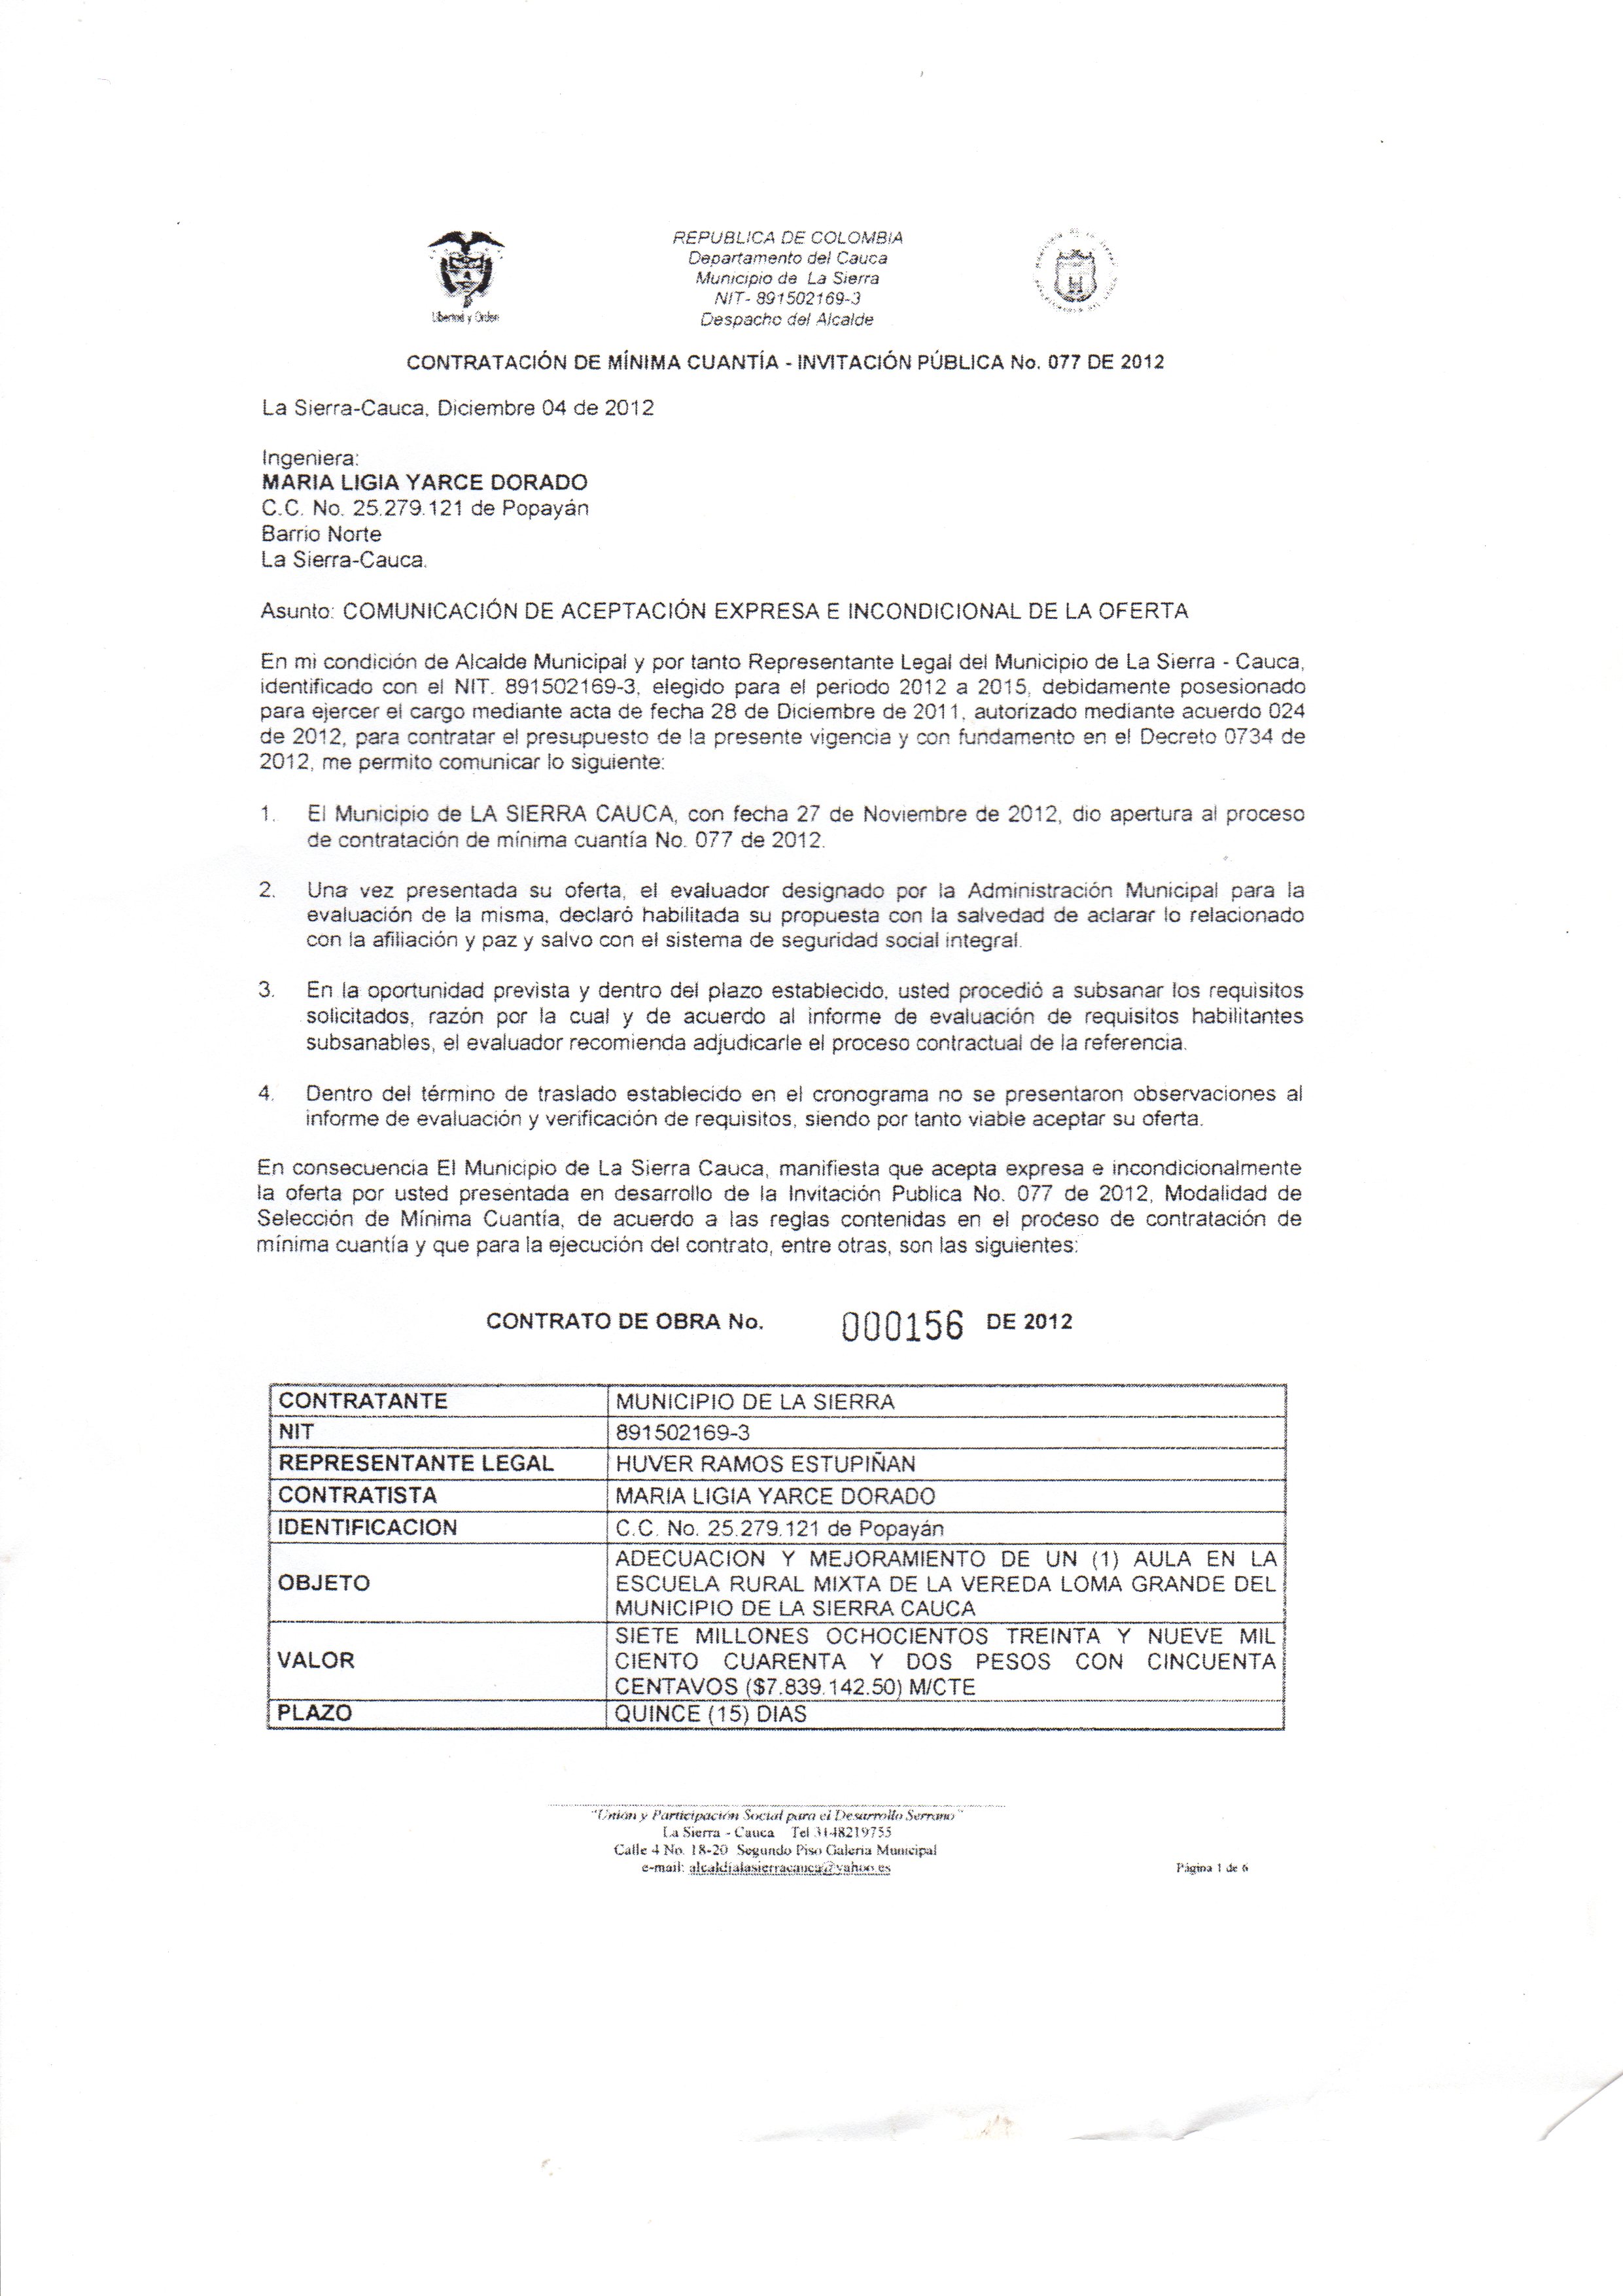 REPUBLICA DE COLOMBIA
Departamento del Cauca
Municipio de La Sierra
NIT- 891502169-3
Despacho del Alcalde
Libertad y Orden
CONTRATACIÓN DE MÍNIMA CUANTÍA - INVITACIÓN PÚBLICA No. 077 DE 2012
La Sierra-Cauca, Diciembre 04 de 2012
Ingeniera:
MARIA LIGIA YARCE DORADO
C.C. No. 25.279.121 de Popayán
Barrio Norte
La Sierra-Cauca.
Asunto: COMUNICACIÓN DE ACEPTACIÓN EXPRESA E INCONDICIONAL DE LA OFERTA
En mi condición de Alcalde Municipal y por tanto Representante Legal del Municipio de La Sierra - Cauca,
identificado con el NIT. 891502169-3, elegido para el periodo 2012 a 2015, debidamente posesionado
para ejercer el cargo mediante acta de fecha 28 de Diciembre de 2011, autorizado mediante acuerdo 024
de 2012, para contratar el presupuesto de la presente vigencia y con fundamento en el Decreto 0734 de
2012, me permito comunicar lo siguiente:
1. El Municipio de LA SIERRA CAUCA, con fecha 27 de Noviembre de 2012, dio apertura al proceso
de contratación de mínima cuantía No. 077 de 2012.
2. Una vez presentada su oferta, el evaluador designado por la Administración Municipal para la
evaluación de la misma, declaró habilitada su propuesta con la salvedad de aclarar lo relacionado
con la afiliación y paz y salvo con el sistema de seguridad social integral.
3. En la oportunidad prevista y dentro del plazo establecido, usted procedió a subsanar los requisitos
solicitados, razón por la cual y de acuerdo al informe de evaluación de requisitos habilitantes
subsanables, el evaluador recomienda adjudicarle el proceso contractual de la referencia.
4. Dentro del término de traslado establecido en el cronograma no se presentaron observaciones al
informe de evaluación y verificación de requisitos, siendo por tanto viable aceptar su oferta.
En consecuencia El Municipio de La Sierra Cauca, manifiesta que acepta expresa e incondicionalmente
la oferta por usted presentada en desarrollo de la Invitación Publica No. 077 de 2012, Modalidad de
Selección de Mínima Cuantía, de acuerdo a las reglas contenidas en el proceso de contratación de
mínima cuantía y que para la ejecución del contrato, entre otras, son las siguientes:
CONTRATO DE OBRA No. 000156 DE 2012
CONTRATANTE MUNICIPIO DE LA SIERRA
NIT 891502169-3
REPRESENTANTE LEGAL HUVER RAMOS ESTUPIÑAN
CONTRATISTA MARIA LIGIA YARCE DORADO
IDENTIFICACION C.C. No. 25.279.121 de Popayán
OBJETO ADECUACION Y MEJORAMIENTO DE UN (1) AULA EN LA
ESCUELA RURAL MIXTA DE LA VEREDA LOMA GRANDE DEL
MUNICIPIO DE LA SIERRA CAUCA
VALOR SIETE MILLONES OCHOCIENTOS TREINTA Y NUEVE MIL
CIENTO CUARENTA Y DOS PESOS CON CINCUENTA
CENTAVOS ($7.839.142.50) M/CTE
PLAZO QUINCE (15) DIAS
"Unión y Participación Social para el Desarrollo Serrano"
La Sierra - Cauca Tel 3148219755
Calle 4 No. 18-20 Segundo Piso Galeria Municipal
e-mail: alcaldialasierracauca@yahoo.es
Página 1 de 6